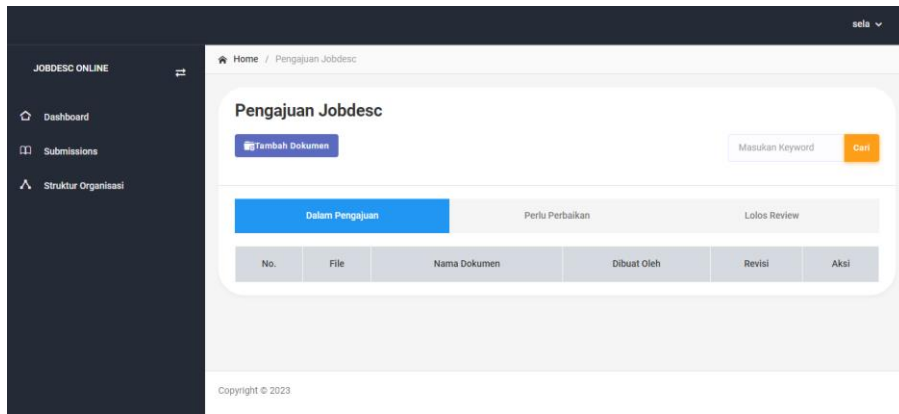 sela
JOBDESC ONLINE
Home / Pengajuan Jobdesc
Dashboard
Submissions
Struktur Organisasi
Pengajuan Jobdesc
Tambah Dokumen
Masukan Keyword
Cari
Dalam Pengajuan
Perlu Perbaikan
Lolos Review
No. File Nama Dokumen Dibuat Oleh Revisi Aksi
Copyright © 2023